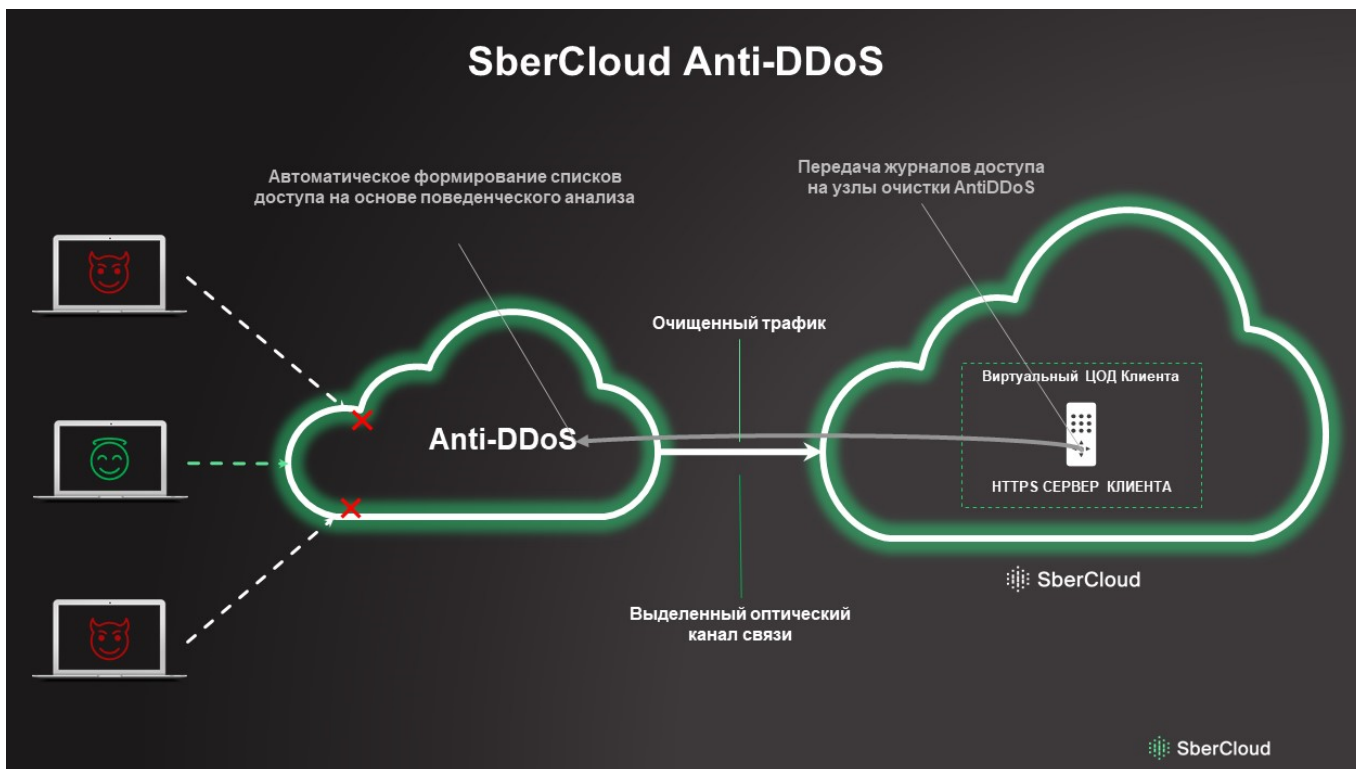 SberCloud Anti-DDoS
Автоматическое формирование списков
доступа на основе поведенческого анализа
Передача журналов доступа
на узлы очистки AntiDDoS
Очищенный трафик
Виртуальный ЦОД Клиента
Anti-DDoS
HTTPS СЕРВЕР КЛИЕНТА
SberCloud
Выделенный оптический
канал связи
SberCloud